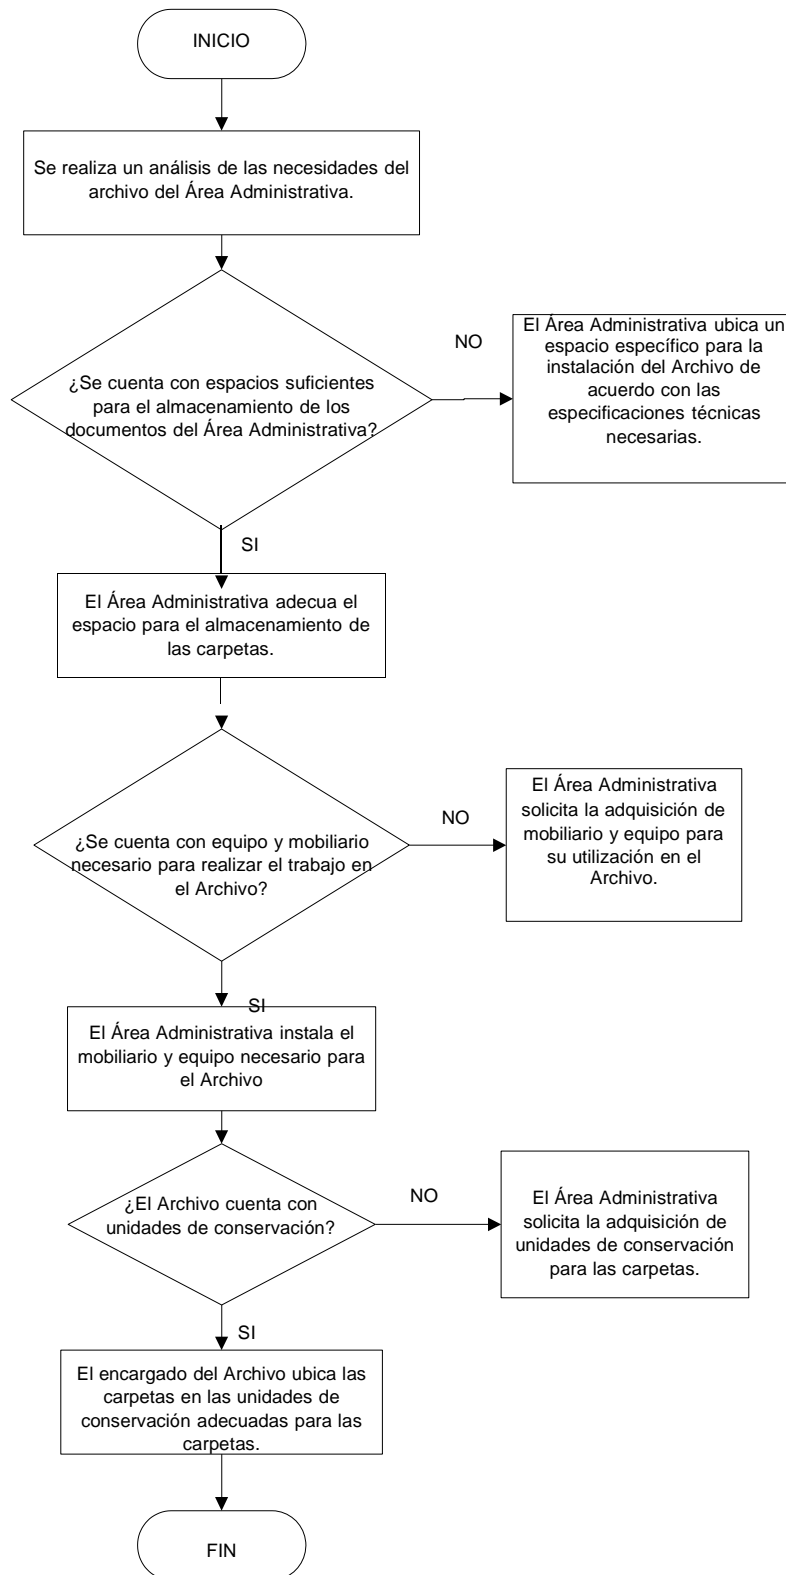 INICIO
Se realiza un análisis de las necesidades del
archivo del Área Administrativa.
¿Se cuenta con espacios suficientes
para el almacenamiento de los
documentos del Área Administrativa?
NO
El Área Administrativa ubica un
espacio específico para la
instalación del Archivo de
acuerdo con las
especificaciones técnicas
necesarias.
SI
El Área Administrativa adecua el
espacio para el almacenamiento de
las carpetas.
¿Se cuenta con equipo y mobiliario
necesario para realizar el trabajo en
el Archivo?
NO
El Área Administrativa
solicita la adquisición de
mobiliario y equipo para
su utilización en el
Archivo.
SI
El Área Administrativa instala el
mobiliario y equipo necesario para
el Archivo
¿El Archivo cuenta con
unidades de conservación?
NO
El Área Administrativa
solicita la adquisición de
unidades de conservación
para las carpetas.
SI
El encargado del Archivo ubica las
carpetas en las unidades de
conservación adecuadas para las
carpetas.
FIN